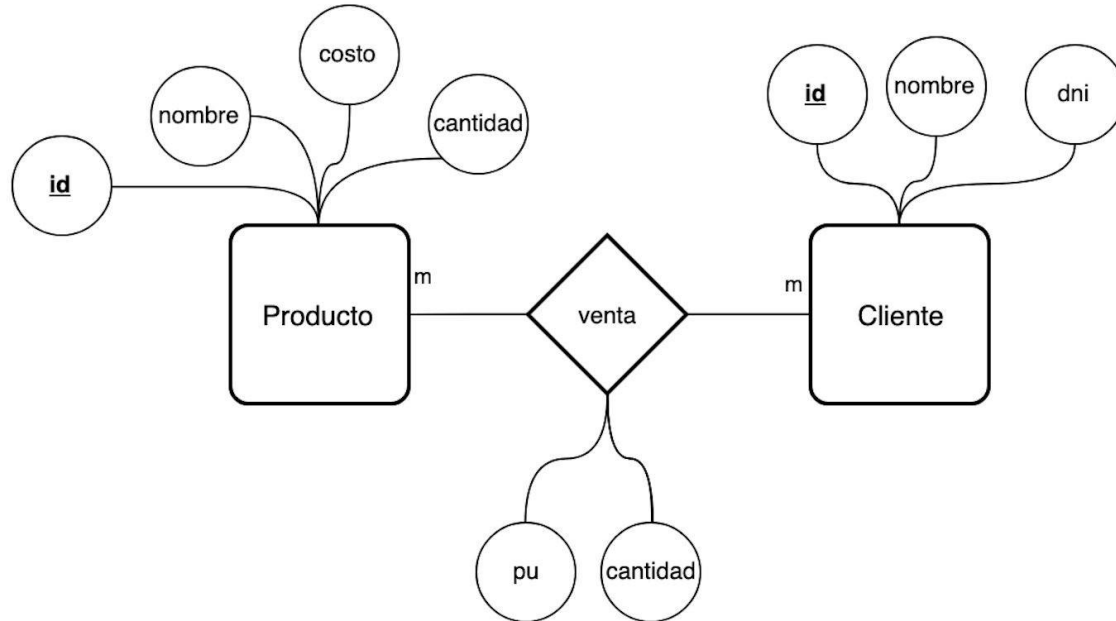 costo
nombre
cantidad
id
id
nombre
dni
m
m
Producto
venta
Cliente
pu
cantidad